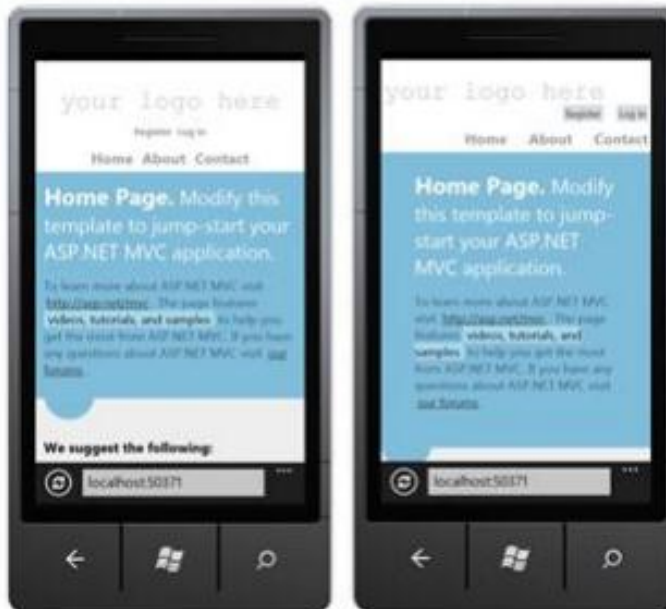 your logo here
Register Log in
Home About Contact
Home Page. Modify this
template to jump-start your
ASP.NET MVC application.
To learn more about ASP.NET MVC visit
http://asp.net/mvc. The page features
videos, tutorials, and samples to help you
get the most from ASP.NET MVC. If you have
any questions about ASP.NET MVC visit our
forums.
We suggest the following:
localhost:50371
your logo here
Register Log in
Home About Contact
Home Page. Modify
this template to jump-
start your ASP.NET
MVC application.
To learn more about ASP.NET MVC
visit http://asp.net/mvc. The page
features videos, tutorials, and
samples to help you get the most
from ASP.NET MVC. If you have any
questions about ASP.NET MVC visit
our forums.
localhost:50371